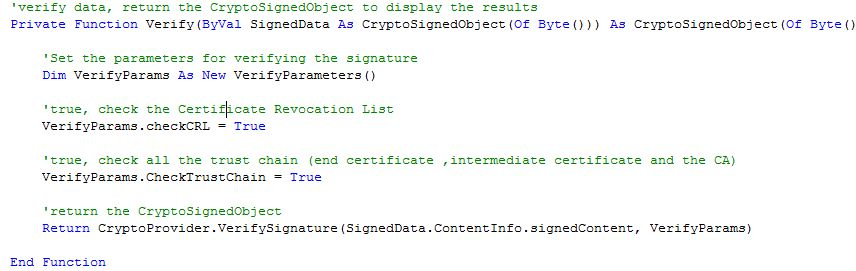 'verify data, return the CryptoSignedObject to display the results
Private Function Verify(ByVal SignedData As CryptoSignedObject(Of Byte())) As CryptoSignedObject(Of Byte()
'Set the parameters for verifying the signature
Dim VerifyParams As New VerifyParameters()
'true, check the Certificate Revocation List
VerifyParams.checkCRL = True
'true, check all the trust chain (end certificate ,intermediate certificate and the CA)
VerifyParams.CheckTrustChain = True
'return the CryptoSignedObject
Return CryptoProvider.VerifySignature(SignedData.ContentInfo.signedContent, VerifyParams)
End Function